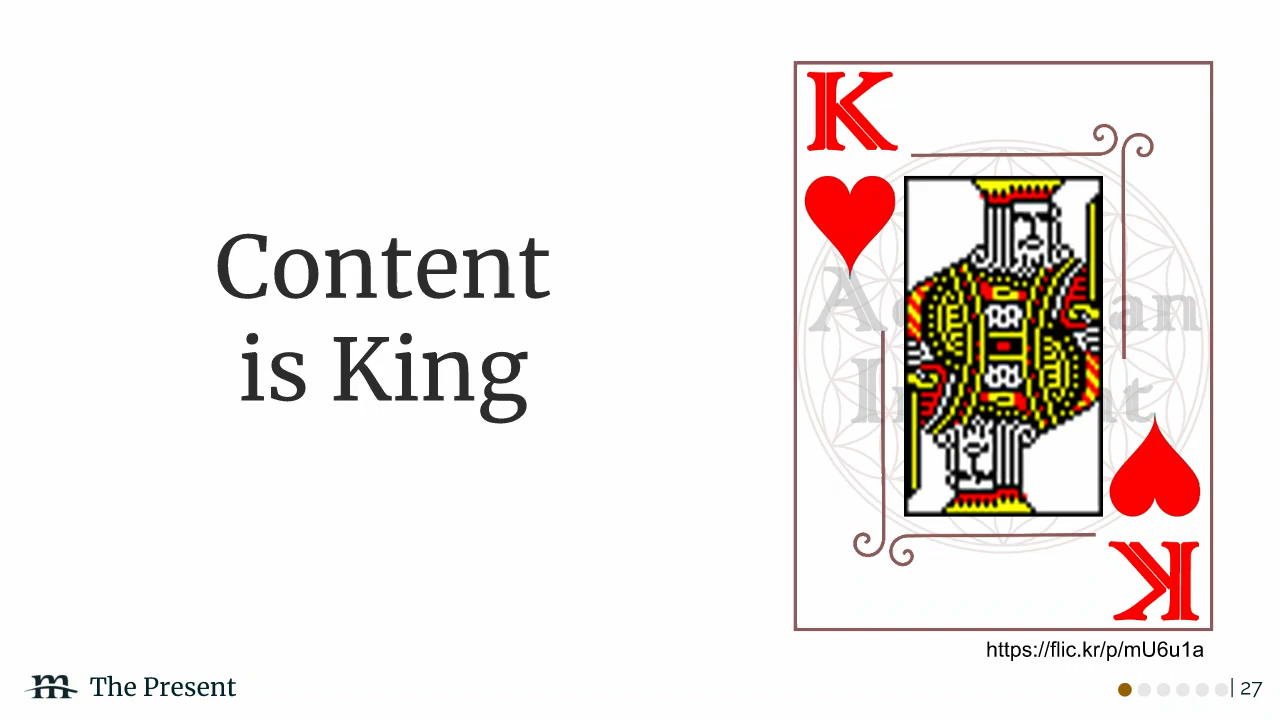 Content
is King
K
K
https://flic.kr/p/mU6u1a
m
The Present
| 27